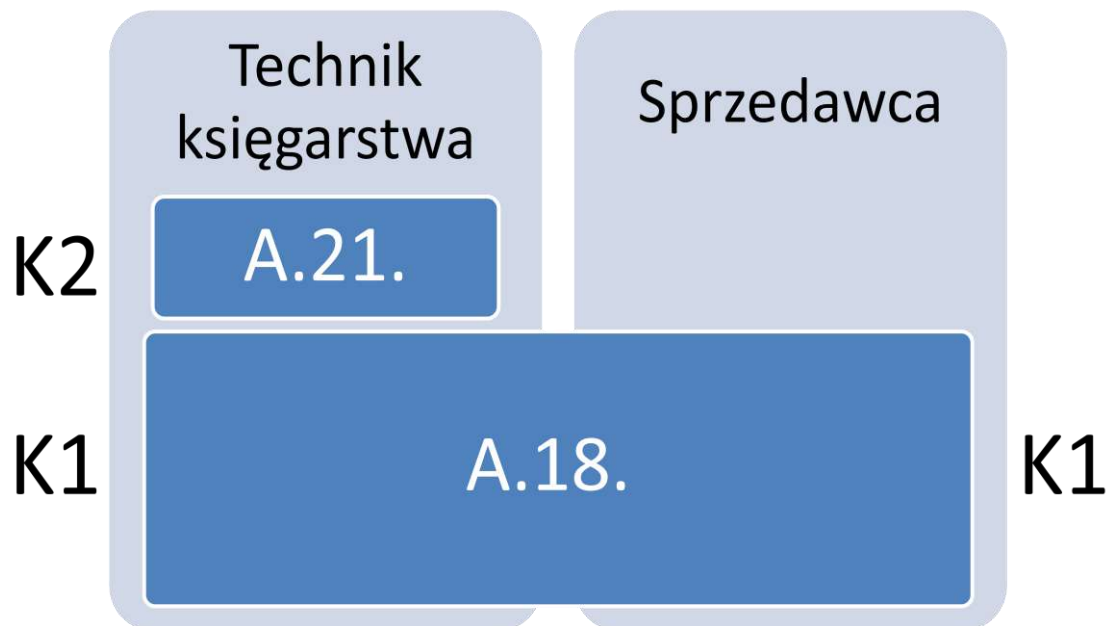 Technik
księgarstwa
Sprzedawca
K2
A.21.
K1
A.18.
K1